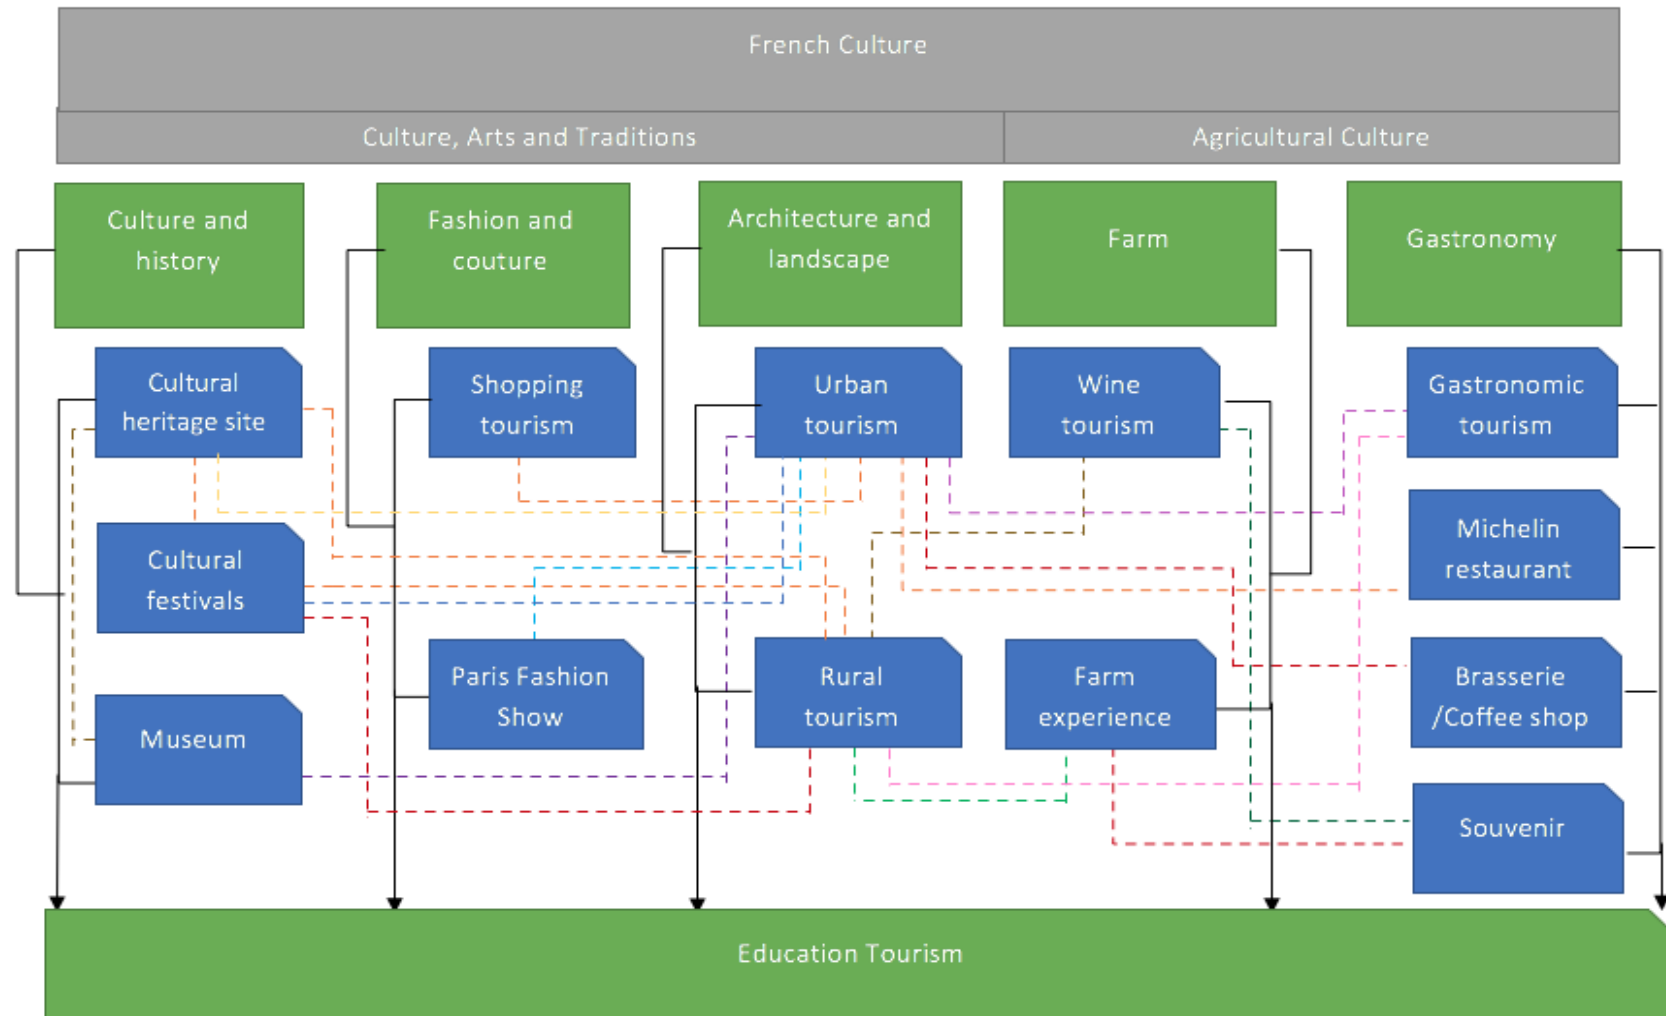 French Culture
Culture, Arts and Traditions
Agricultural Culture
Culture and
history
Fashion and
couture
Architecture and
landscape
Farm
Gastronomy
Cultural
heritage site
Shopping
tourism
Urban
tourism
Wine
tourism
Gastronomic
tourism
Cultural
festivals
Michelin
restaurant
Museum
Paris Fashion
Show
Rural
tourism
Farm
experience
Brasserie
/Coffee shop
Souvenir
Education Tourism